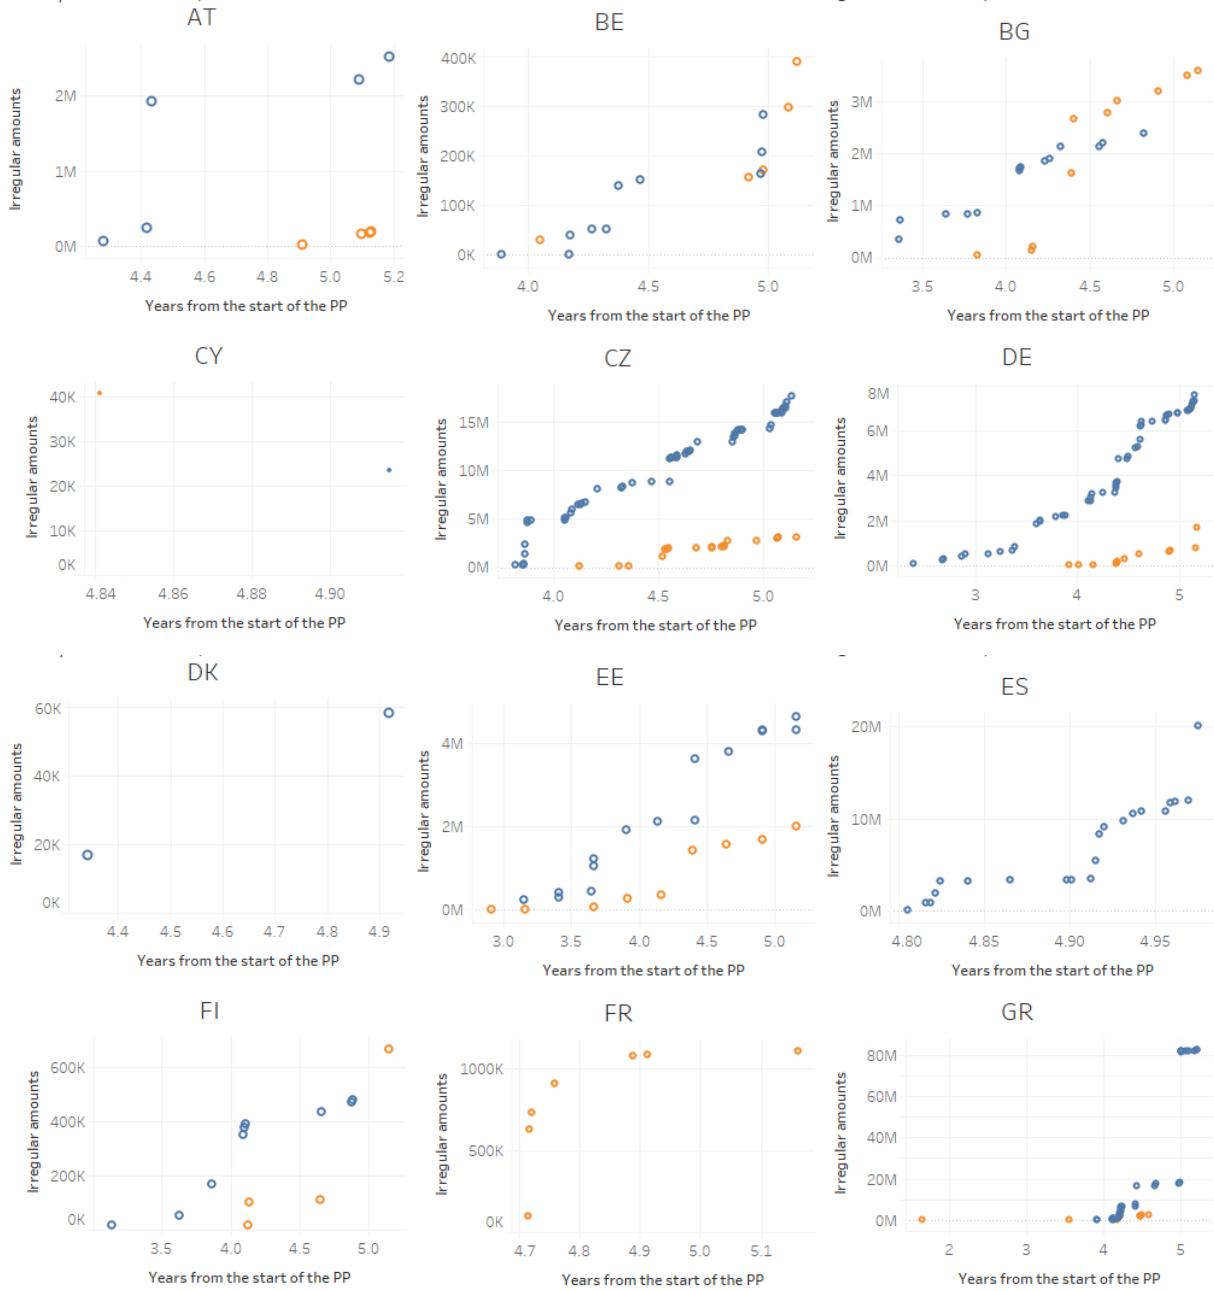 AT
2M
1M
0M
4.4 4.6 4.8 5.0 5.2
Irregular amounts
Years from the start of the PP
BE
400K
300K
200K
100K
0K
4.0 4.5 5.0
Irregular amounts
Years from the start of the PP
BG
3M
2M
1M
0M
3.5 4.0 4.5 5.0
Irregular amounts
Years from the start of the PP
CY
40K
30K
20K
10K
0K
4.84 4.86 4.88 4.90
Irregular amounts
Years from the start of the PP
CZ
15M
10M
5M
0M
4.0 4.5 5.0
Irregular amounts
Years from the start of the PP
DE
8M
6M
4M
2M
0M
3 4 5
Irregular amounts
Years from the start of the PP
DK
60K
40K
20K
0K
4.4 4.5 4.6 4.7 4.8 4.9
Irregular amounts
Years from the start of the PP
EE
4M
2M
0M
3.0 3.5 4.0 4.5 5.0
Irregular amounts
Years from the start of the PP
ES
20M
10M
0M
4.80 4.85 4.90 4.95
Irregular amounts
Years from the start of the PP
FI
600K
400K
200K
0K
3.5 4.0 4.5 5.0
Irregular amounts
Years from the start of the PP
FR
1000K
500K
0K
4.7 4.8 4.9 5.0 5.1
Irregular amounts
Years from the start of the PP
GR
80M
60M
40M
20M
0M
2 3 4 5
Irregular amounts
Years from the start of the PP